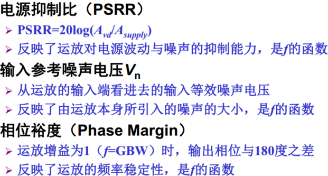 电源抑制比（PSRR）
➢ PSRR=20log(Avd/Asupply)
➢ 反映了运放对电源波动与噪声的抑制能力，是f的函数
输入参考噪声电压Vn
➢ 从运放的输入端看进去的输入等效噪声电压
➢ 反映了由运放本身所引入的噪声的大小，是f的函数
相位裕度（Phase Margin）
➢ 运放增益为1（f=GBW）时，输出相位与180度之差
➢ 反映了运放的频率稳定性，是f的函数